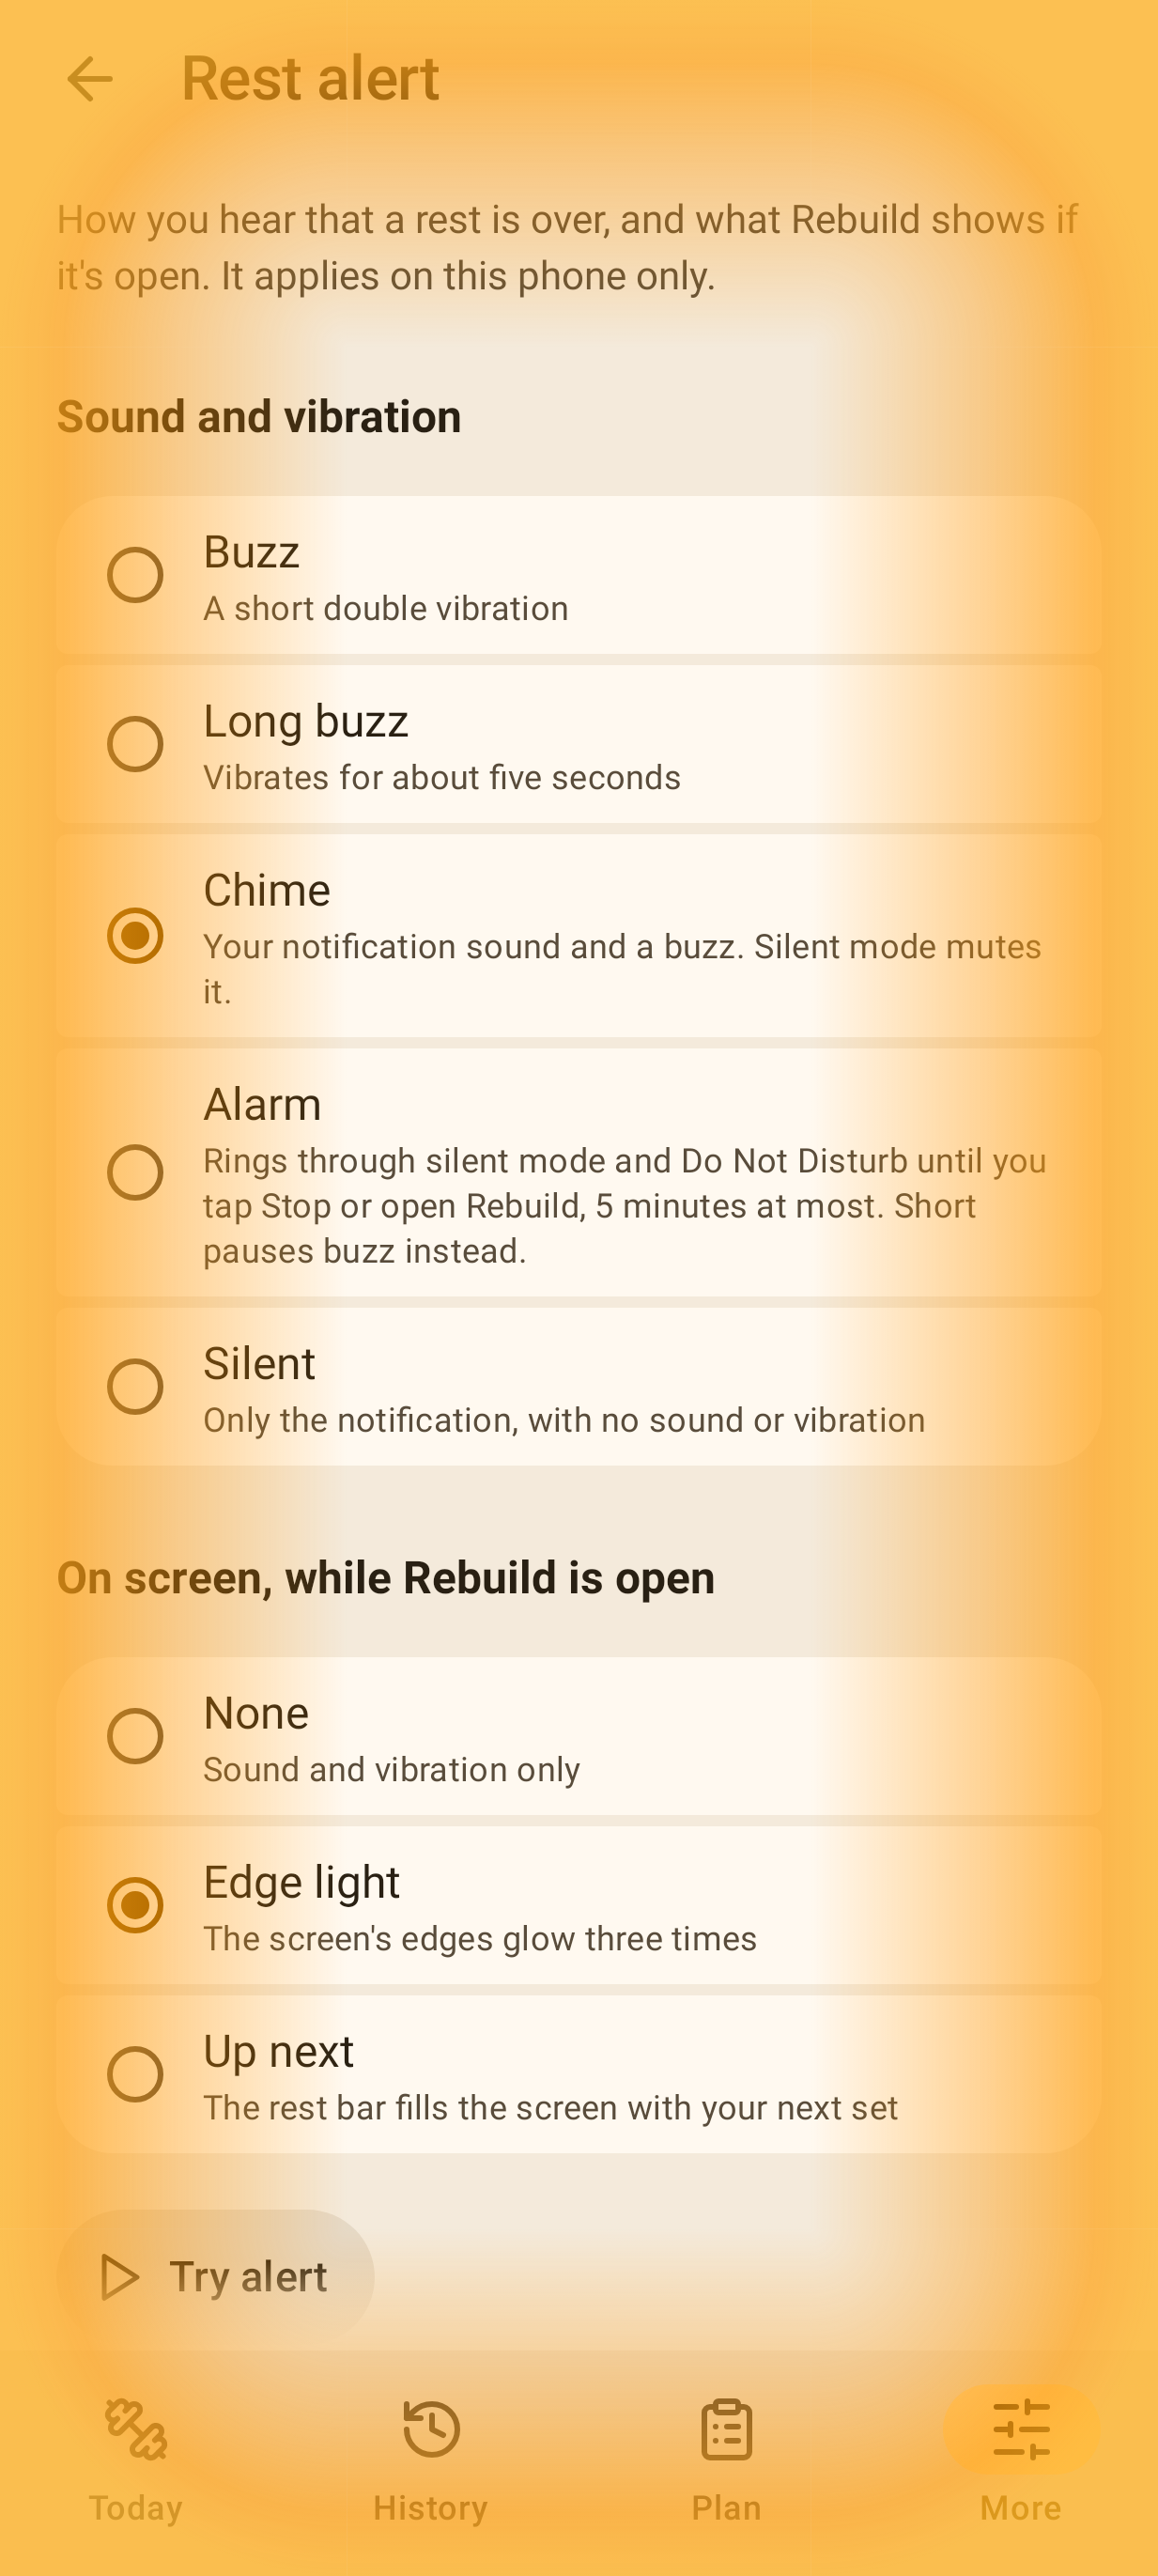 Rest alert
How you hear that a rest is over, and what Rebuild shows if
it's open. It applies on this phone only.
Sound and vibration
Buzz
A short double vibration
Long buzz
Vibrates for about five seconds
Chime
Your notification sound and a buzz. Silent mode mutes
it.
Alarm
Rings through silent mode and Do Not Disturb until you
tap Stop or open Rebuild, 5 minutes at most. Short
pauses buzz instead.
Silent
Only the notification, with no sound or vibration
On screen, while Rebuild is open
None
Sound and vibration only
Edge light
The screen's edges glow three times
Up next
The rest bar fills the screen with your next set
Try alert
Today History Plan More